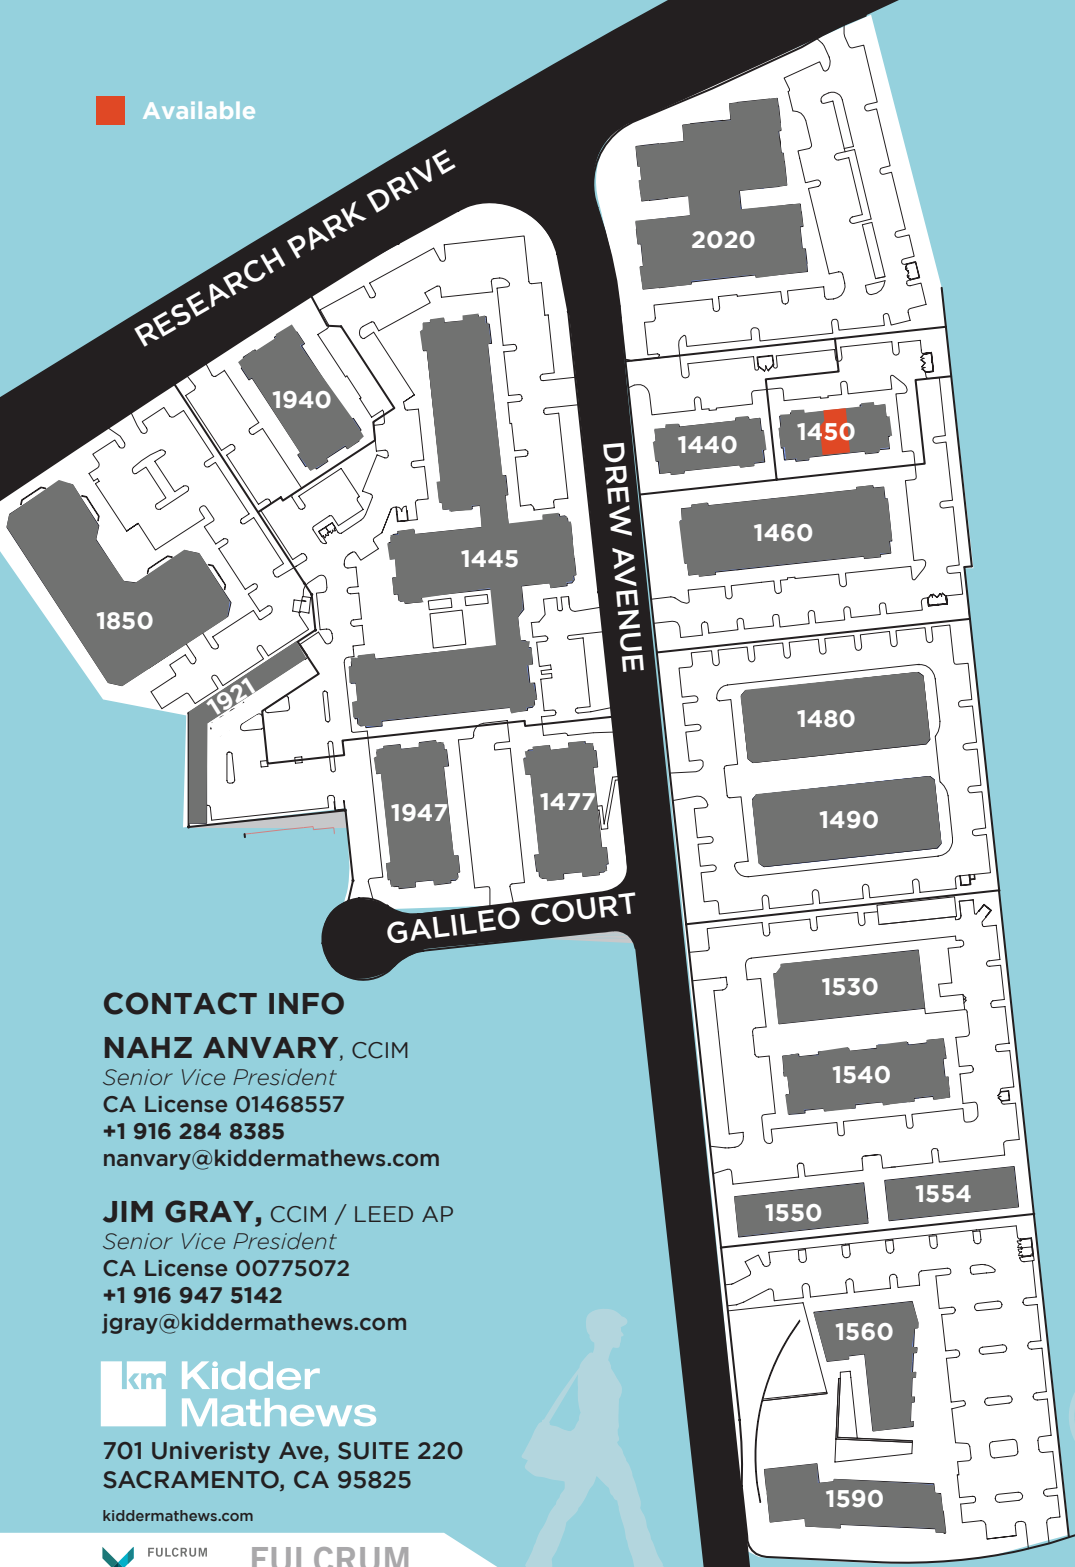 Available
RESEARCH PARK DRIVE
2020
1940
1440
1450
DREW AVENUE
1460
1445
1850
1921
1480
1947
1477
1490
GALILEO COURT
1530
1540
1550
1554
1560
1590
CONTACT INFO
NAHZ ANVARY, CCIM
Senior Vice President
CA License 01468557
+1 916 284 8385
nanvary@kiddermathews.com
JIM GRAY, CCIM / LEED AP
Senior Vice President
CA License 00775072
+1 916 947 5142
jgray@kiddermathews.com
km Kidder
Mathews
701 Univeristy Ave, SUITE 220
SACRAMENTO, CA 95825
kiddermathews.com
FULCRUM
FULCRUM